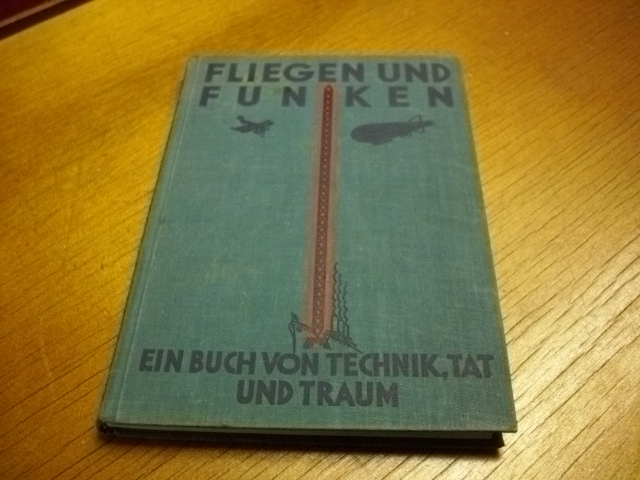 FLIEGEN UND
FUNKEN
EIN BUCH VON TECHNIK, TAT
UND TRAUM